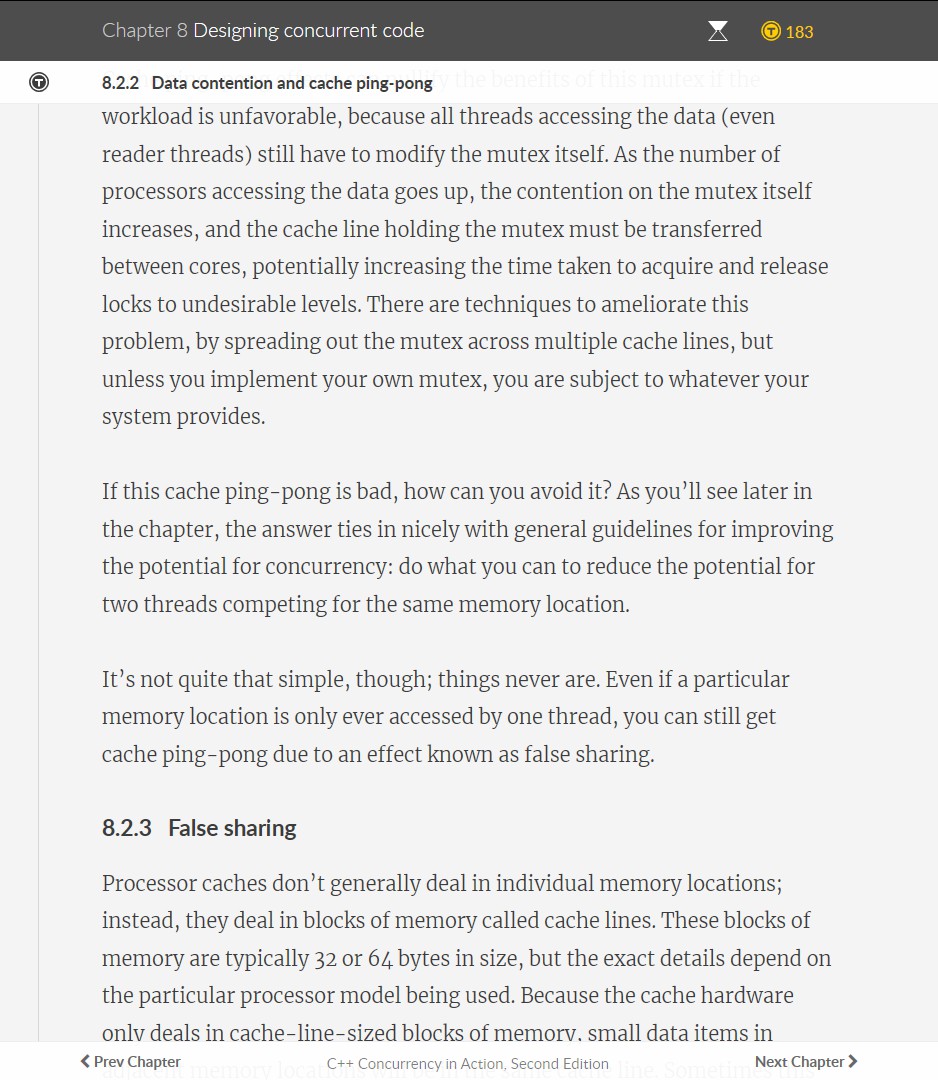 Chapter 8 Designing concurrent code
183
8.2.2 Data contention and cache ping-pong
the benefits of this mutex if the
workload is unfavorable, because all threads accessing the data (even
reader threads) still have to modify the mutex itself. As the number of
processors accessing the data goes up, the contention on the mutex itself
increases, and the cache line holding the mutex must be transferred
between cores, potentially increasing the time taken to acquire and release
locks to undesirable levels. There are techniques to ameliorate this
problem, by spreading out the mutex across multiple cache lines, but
unless you implement your own mutex, you are subject to whatever your
system provides.
If this cache ping-pong is bad, how can you avoid it? As you’ll see later in
the chapter, the answer ties in nicely with general guidelines for improving
the potential for concurrency: do what you can to reduce the potential for
two threads competing for the same memory location.
It’s not quite that simple, though; things never are. Even if a particular
memory location is only ever accessed by one thread, you can still get
cache ping-pong due to an effect known as false sharing.
8.2.3 False sharing
Processor caches don’t generally deal in individual memory locations;
instead, they deal in blocks of memory called cache lines. These blocks of
memory are typically 32 or 64 bytes in size, but the exact details depend on
the particular processor model being used. Because the cache hardware
only deals in cache-line-sized blocks of memory, small data items in
adjacent memory locations will be in the same cache line. Sometimes this
Prev Chapter
C++ Concurrency in Action, Second Edition
Next Chapter